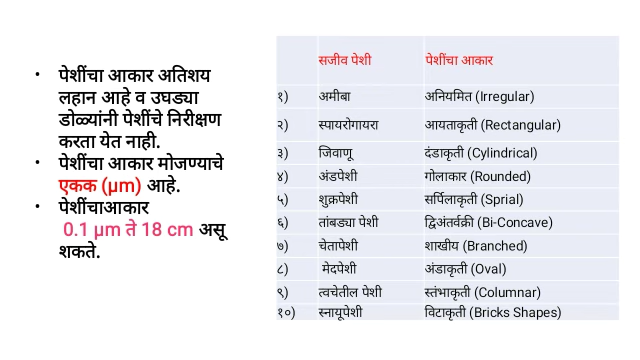 • पेशींचा आकार अतिशय
लहान आहे व उघड्या
डोळ्यांनी पेशींचे निरीक्षण
करता येत नाही.
• पेशींचा आकार मोजण्याचे
एकक (μm) आहे.
• पेशींचाआकार
0.1 μm ते 18 cm असू
शकते.
सजीव पेशी पेशींचा आकार
१) अमीबा अनियमित (Irregular)
२) स्पायरोगायरा आयताकृती (Rectangular)
३) जिवाणू दंडाकृती (Cylindrical)
४) अंडपेशी गोलाकार (Rounded)
५) शुक्रपेशी सर्पिलाकृती (Sprial)
६) तांबड्या पेशी द्विअंतर्वक्री (Bi-Concave)
७) चेतापेशी शाखीय (Branched)
८) मेदपेशी अंडाकृती (Oval)
९) त्वचेतील पेशी स्तंभाकृती (Columnar)
१०) स्नायूपेशी विटाकृती (Bricks Shapes)